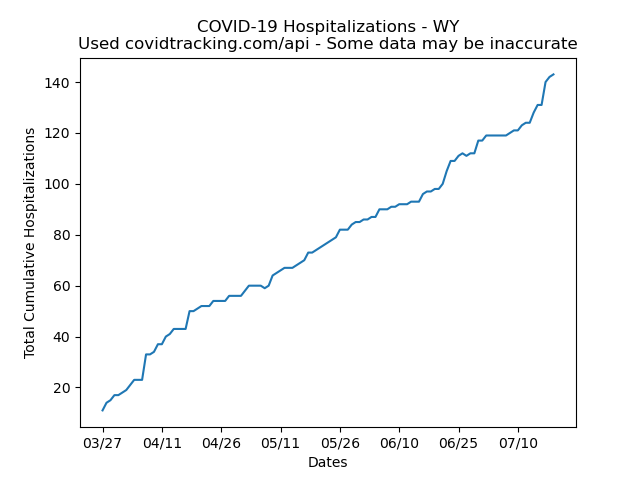 COVID-19 Hospitalizations - WY
Used covidtracking.com/api - Some data may be inaccurate
Total Cumulative Hospitalizations
140
120
100
80
60
40
20
03/27 04/11 04/26 05/11 05/26 06/10 06/25 07/10
Dates